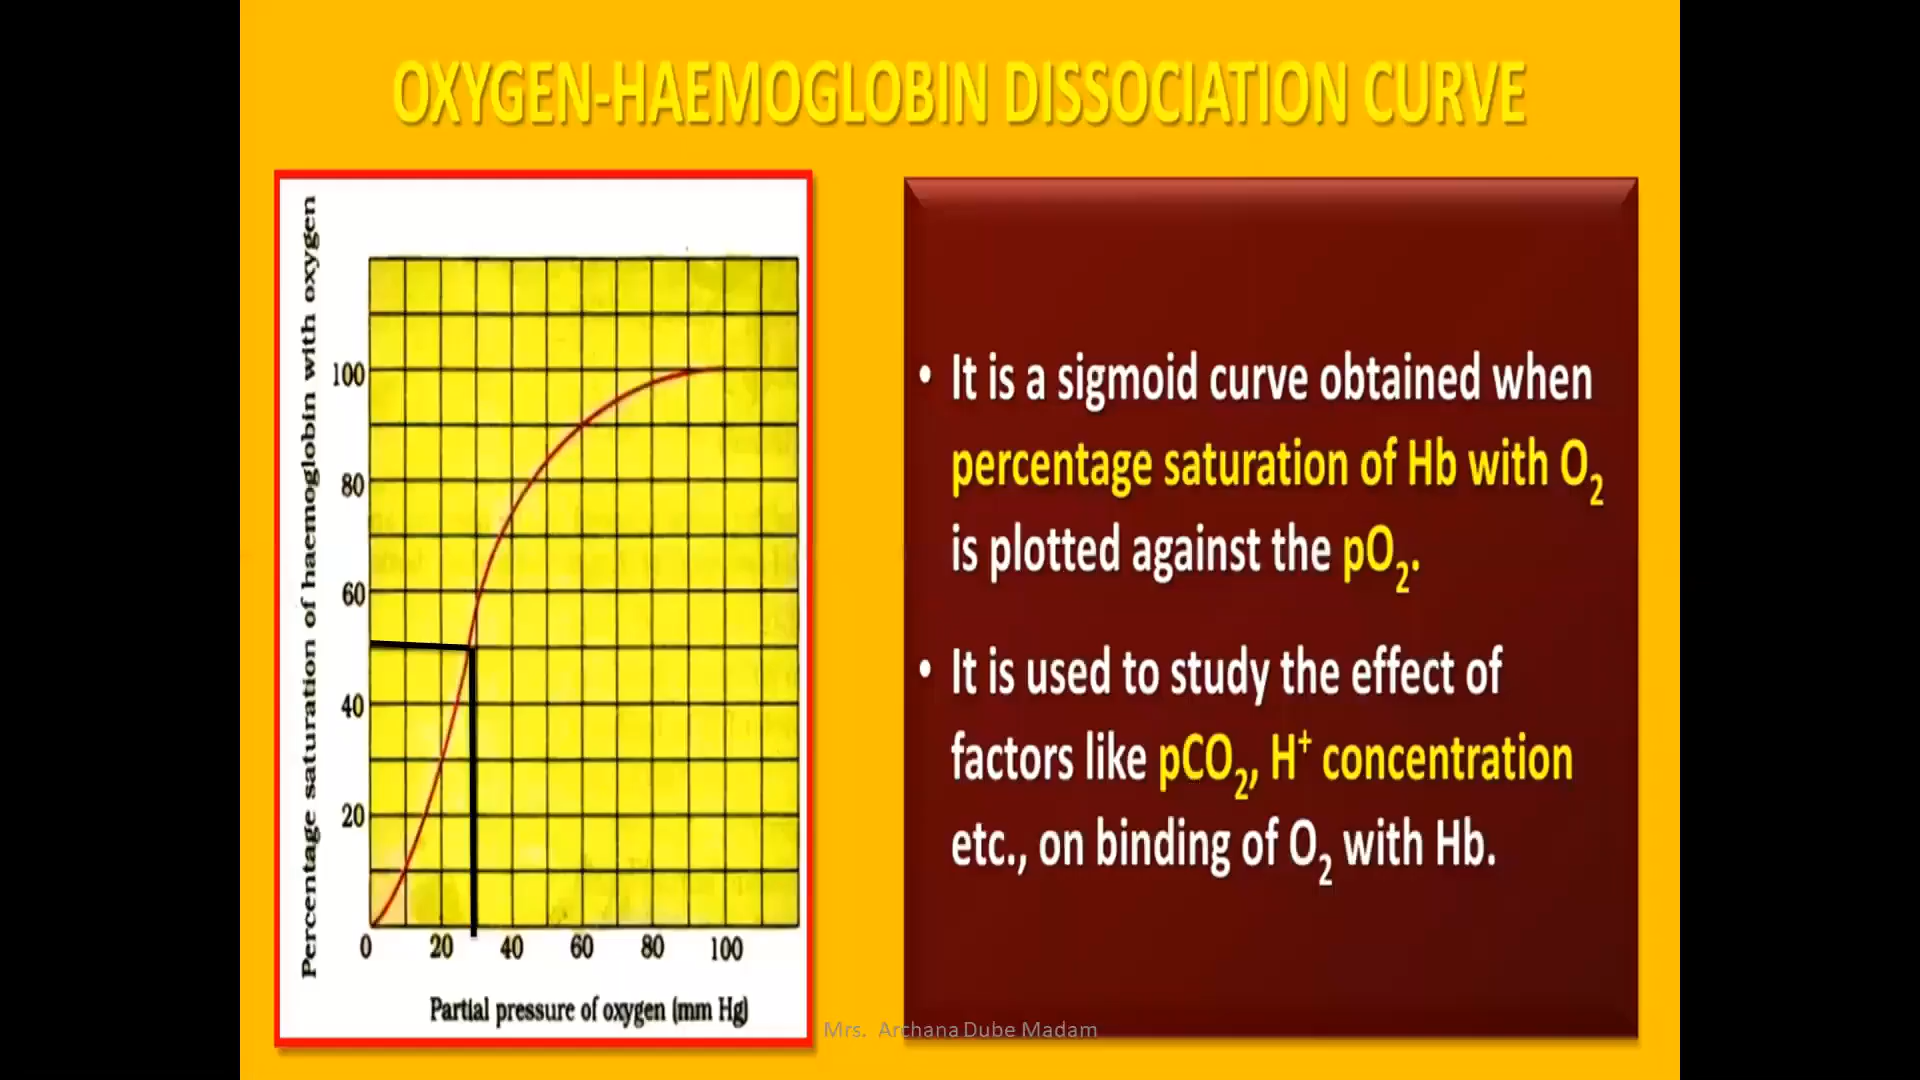 OXYGEN-HAEMOGLOBIN DISSOCIATION CURVE
Percentage saturation of haemoglobin with oxygen
100
80
60
40
20
0 20 40 60 80 100
Partial pressure of oxygen (mm Hg)
• It is a sigmoid curve obtained when
percentage saturation of Hb with O₂
is plotted against the pO₂.
• It is used to study the effect of
factors like pCO₂, H⁺ concentration
etc., on binding of O₂ with Hb.
Mrs. Archana Dube Madam